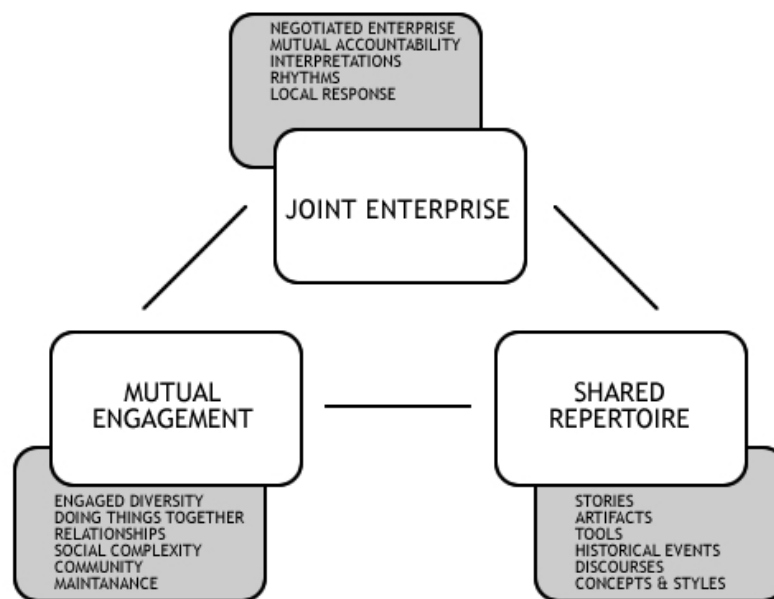 NEGOTIATED ENTERPRISE
MUTUAL ACCOUNTABILITY
INTERPRETATIONS
RHYTHMS
LOCAL RESPONSE
JOINT ENTERPRISE
MUTUAL
ENGAGEMENT
ENGAGED DIVERSITY
DOING THINGS TOGETHER
RELATIONSHIPS
SOCIAL COMPLEXITY
COMMUNITY
MAINTANANCE
SHARED
REPERTOIRE
STORIES
ARTIFACTS
TOOLS
HISTORICAL EVENTS
DISCOURSES
CONCEPTS & STYLES